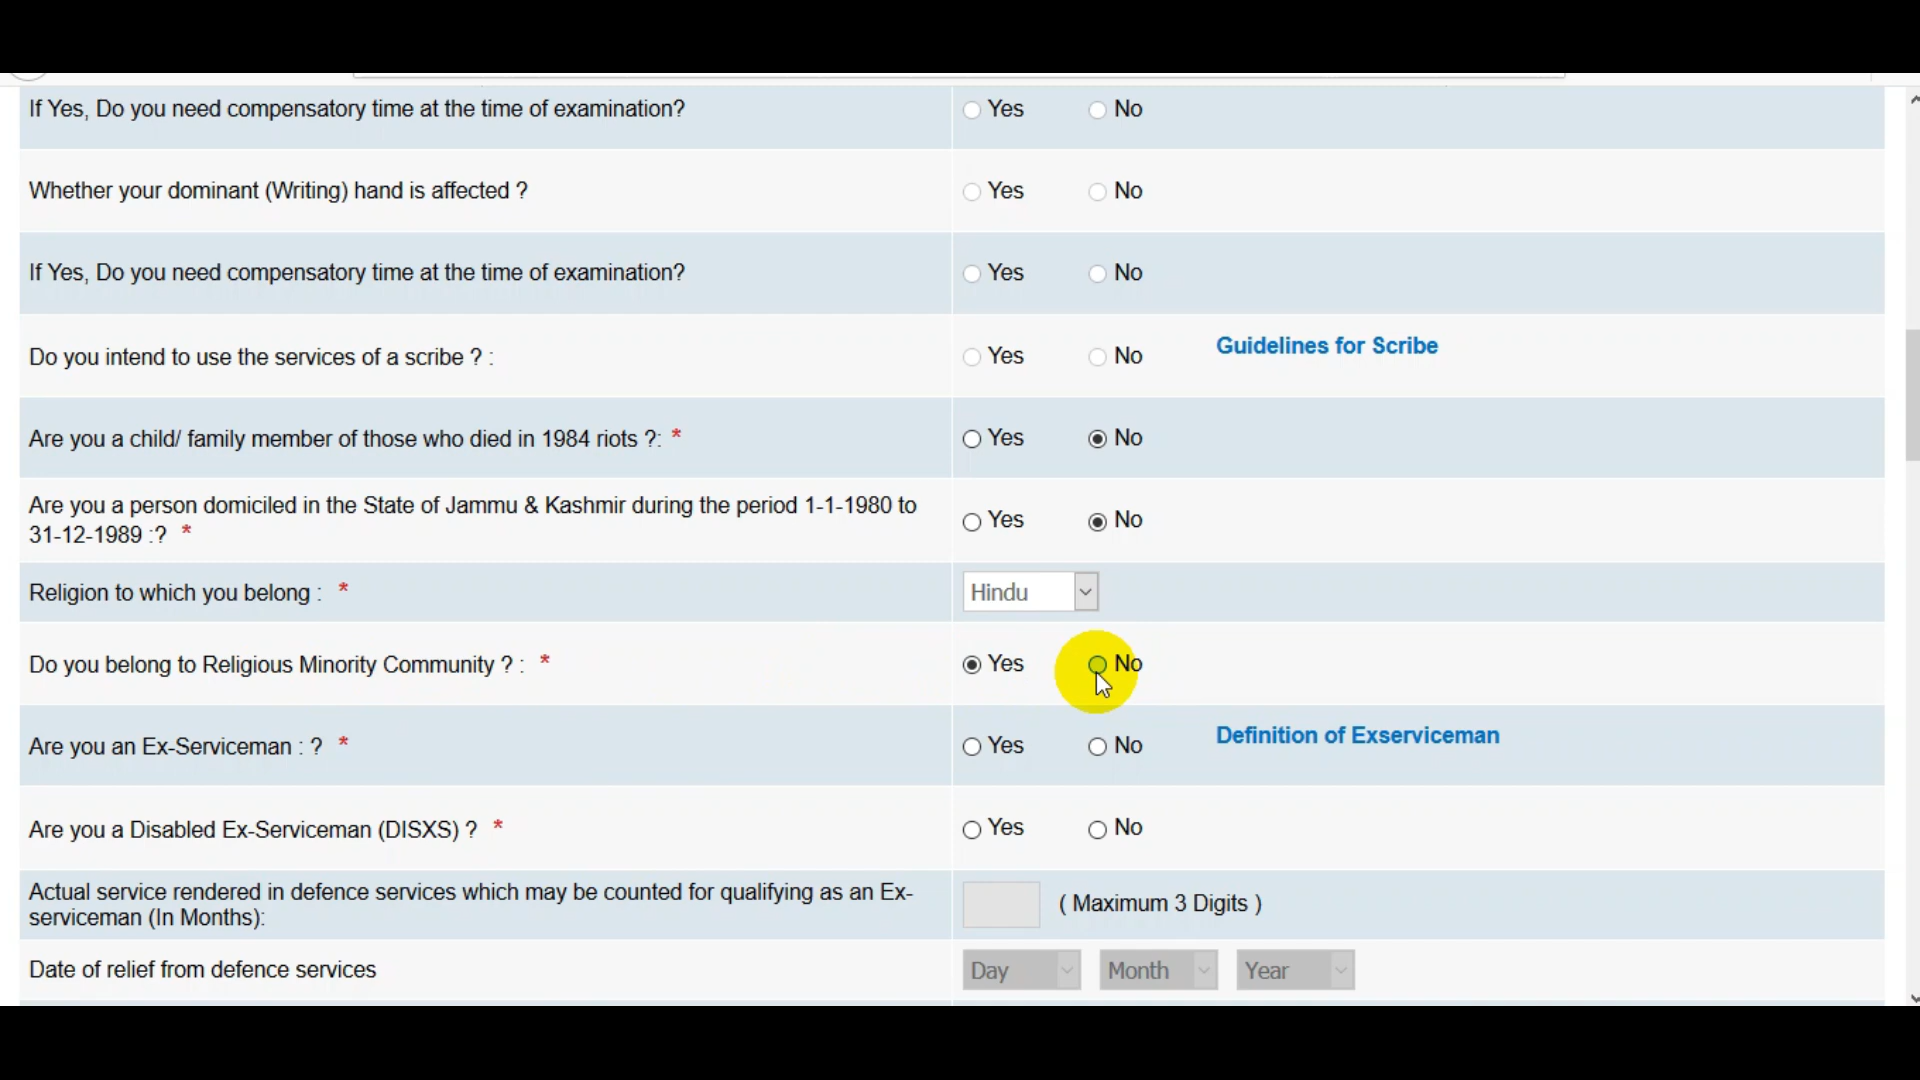 If Yes, Do you need compensatory time at the time of examination? Yes No
Whether your dominant (Writing) hand is affected ? Yes No
If Yes, Do you need compensatory time at the time of examination? Yes No
Do you intend to use the services of a scribe ? : Yes No Guidelines for Scribe
Are you a child/ family member of those who died in 1984 riots ?: * Yes No
Are you a person domiciled in the State of Jammu & Kashmir during the period 1-1-1980 to
31-12-1989 :? * Yes No
Religion to which you belong : * Hindu
Do you belong to Religious Minority Community ? : * Yes No
Are you an Ex-Serviceman : ? * Yes No Definition of Exserviceman
Are you a Disabled Ex-Serviceman (DISXS) ? * Yes No
Actual service rendered in defence services which may be counted for qualifying as an Ex-
serviceman (In Months): ( Maximum 3 Digits )
Date of relief from defence services Day Month Year